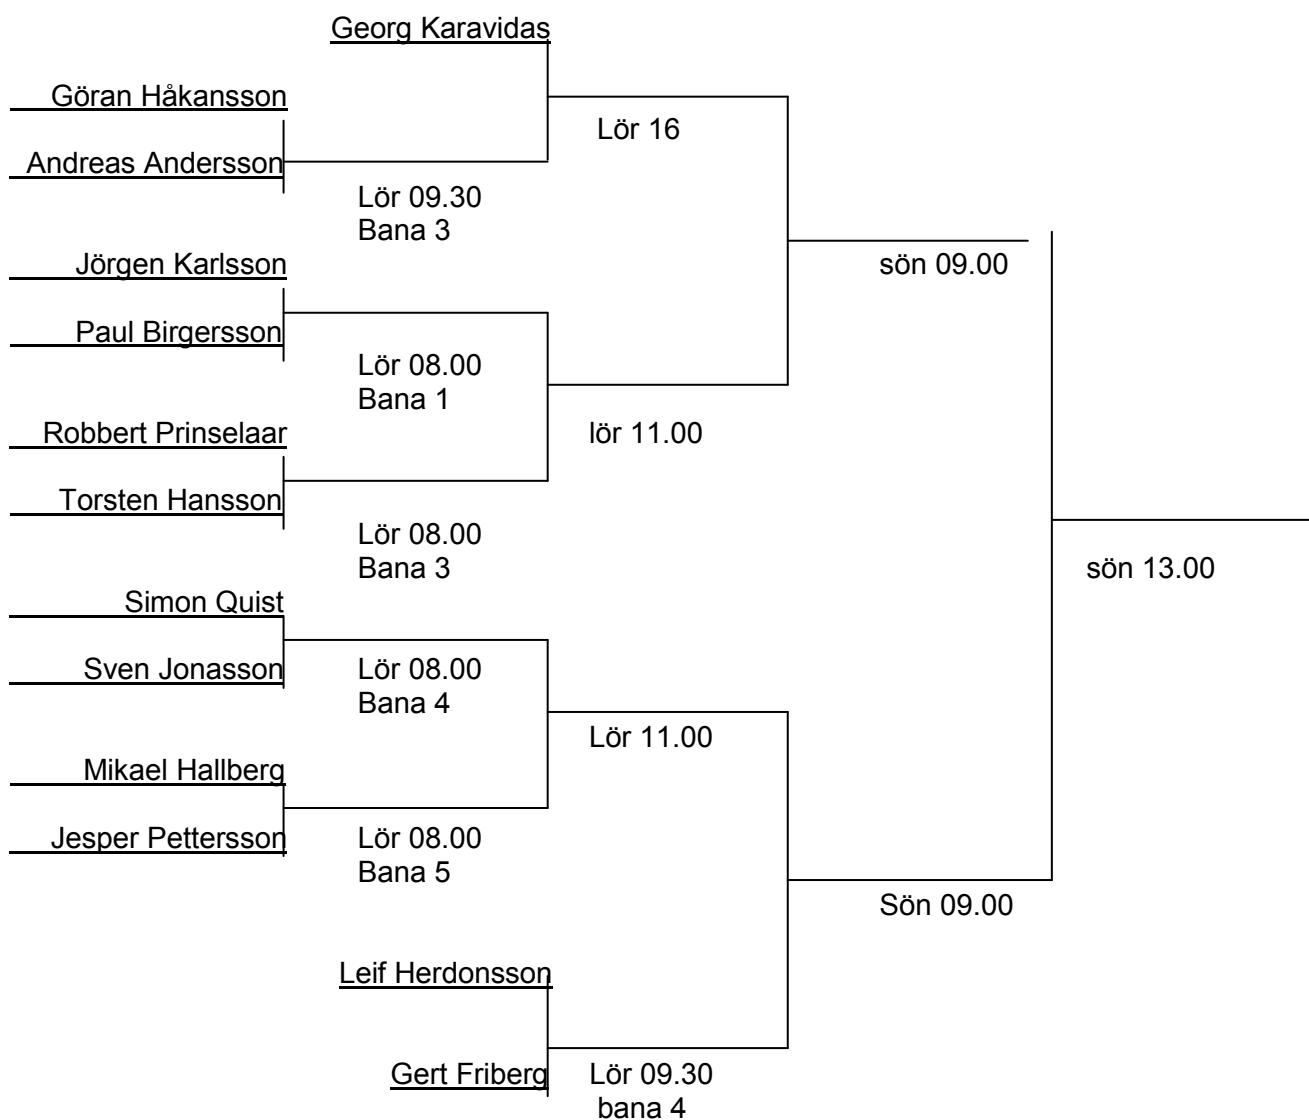 Georg Karavidas
Göran Håkansson
Lör 16
Andreas Andersson
Lör 09.30
Bana 3
Jörgen Karlsson
sön 09.00
Paul Birgersson
Lör 08.00
Bana 1
Robbert Prinselaar
lör 11.00
Torsten Hansson
Lör 08.00
Bana 3
sön 13.00
Simon Quist
Sven Jonasson
Lör 08.00
Bana 4
Lör 11.00
Mikael Hallberg
Jesper Pettersson
Lör 08.00
Bana 5
Sön 09.00
Leif Herdonsson
Gert Friberg
Lör 09.30
bana 4